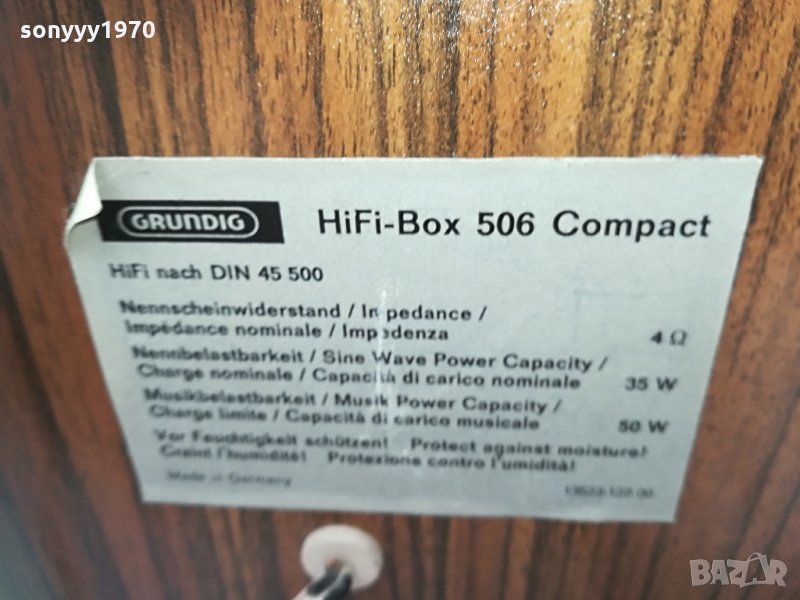 sonyyy1970
GRUNDIG HiFi-Box 506 Compact
HiFi nach DIN 45 500
Nennscheinwiderstand / Impedance /
Impédance nominale / Impedenza 4 Ω
Nennbelastbarkeit / Sine Wave Power Capacity /
Charge nominale / Capacità di carico nominale 35 W
Musikbelastbarkeit / Musik Power Capacity /
Charge limite / Capacità di carico musicale 50 W
Vor Feuchtigkeit schützen! Protect against moisture!
Craint l'humidité! Protezione contro l'umidità!
Made in Germany
BAZAR